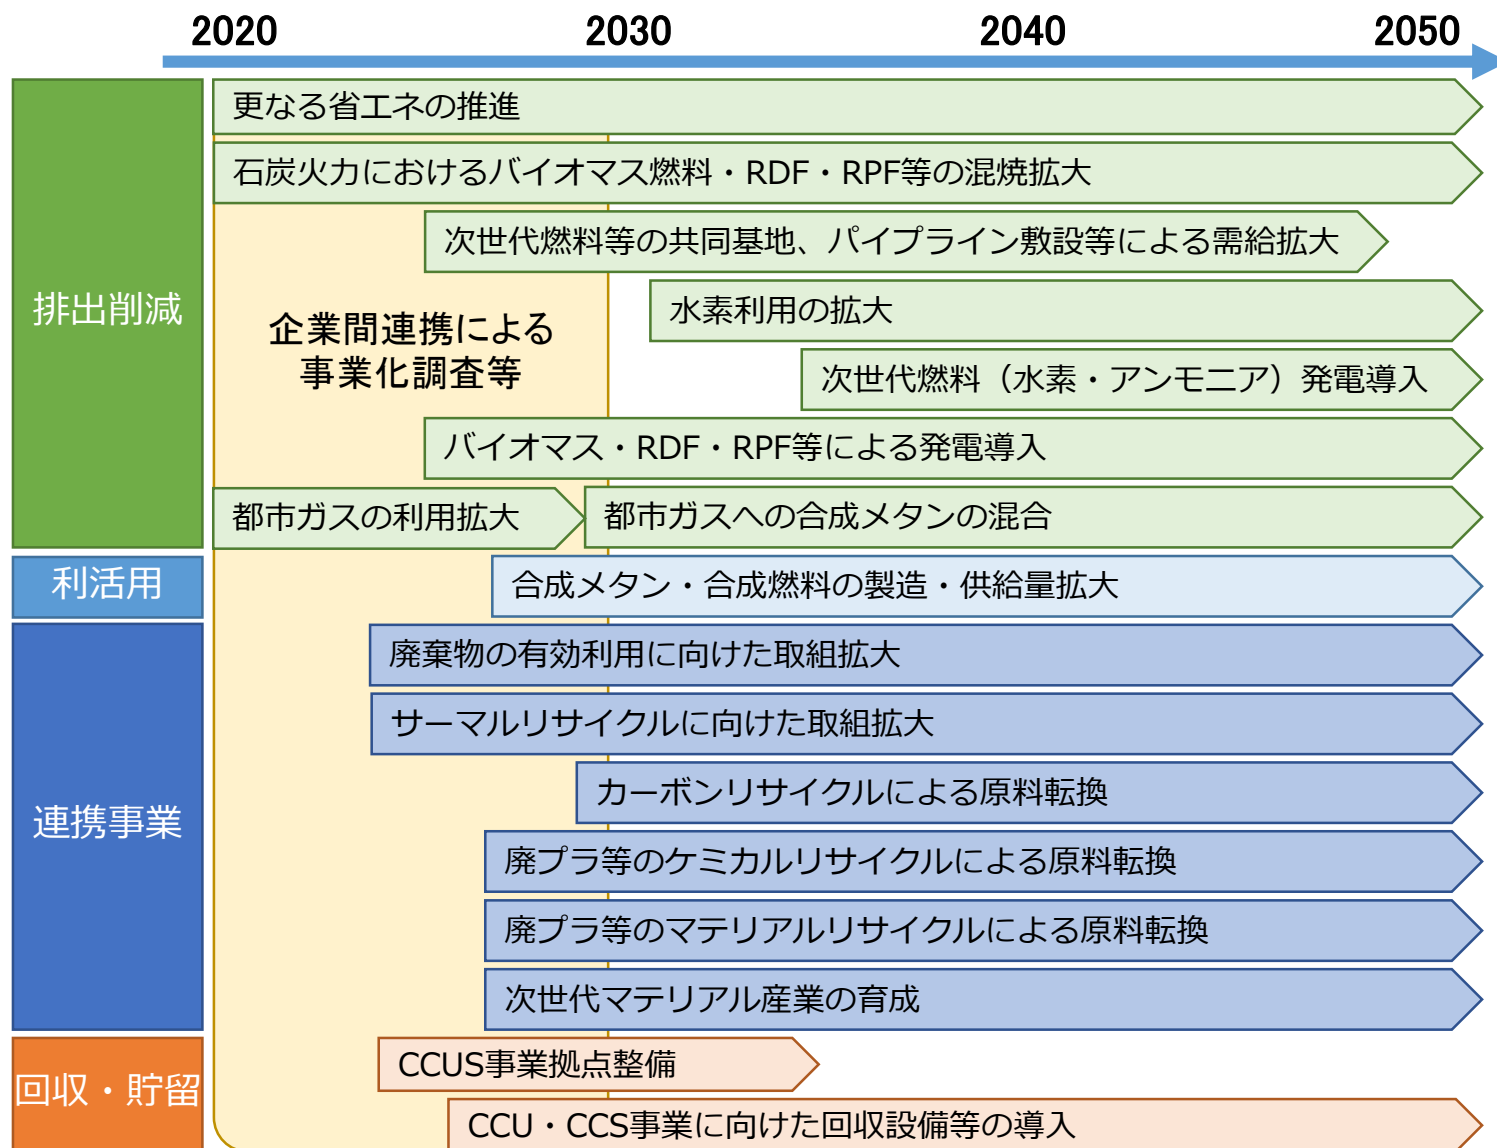 2020 2030 2040 2050
排出削減
更なる省エネの推進
石炭火力におけるバイオマス燃料・RDF・RPF等の混焼拡大
次世代燃料等の共同基地、パイプライン敷設等による需給拡大
企業間連携による
事業化調査等
水素利用の拡大
次世代燃料（水素・アンモニア）発電導入
バイオマス・RDF・RPF等による発電導入
都市ガスの利用拡大
都市ガスへの合成メタンの混合
利活用
合成メタン・合成燃料の製造・供給量拡大
連携事業
廃棄物の有効利用に向けた取組拡大
サーマルリサイクルに向けた取組拡大
カーボンリサイクルによる原料転換
廃プラ等のケミカルリサイクルによる原料転換
廃プラ等のマテリアルリサイクルによる原料転換
次世代マテリアル産業の育成
回収・貯留
CCUS事業拠点整備
CCU・CCS事業に向けた回収設備等の導入